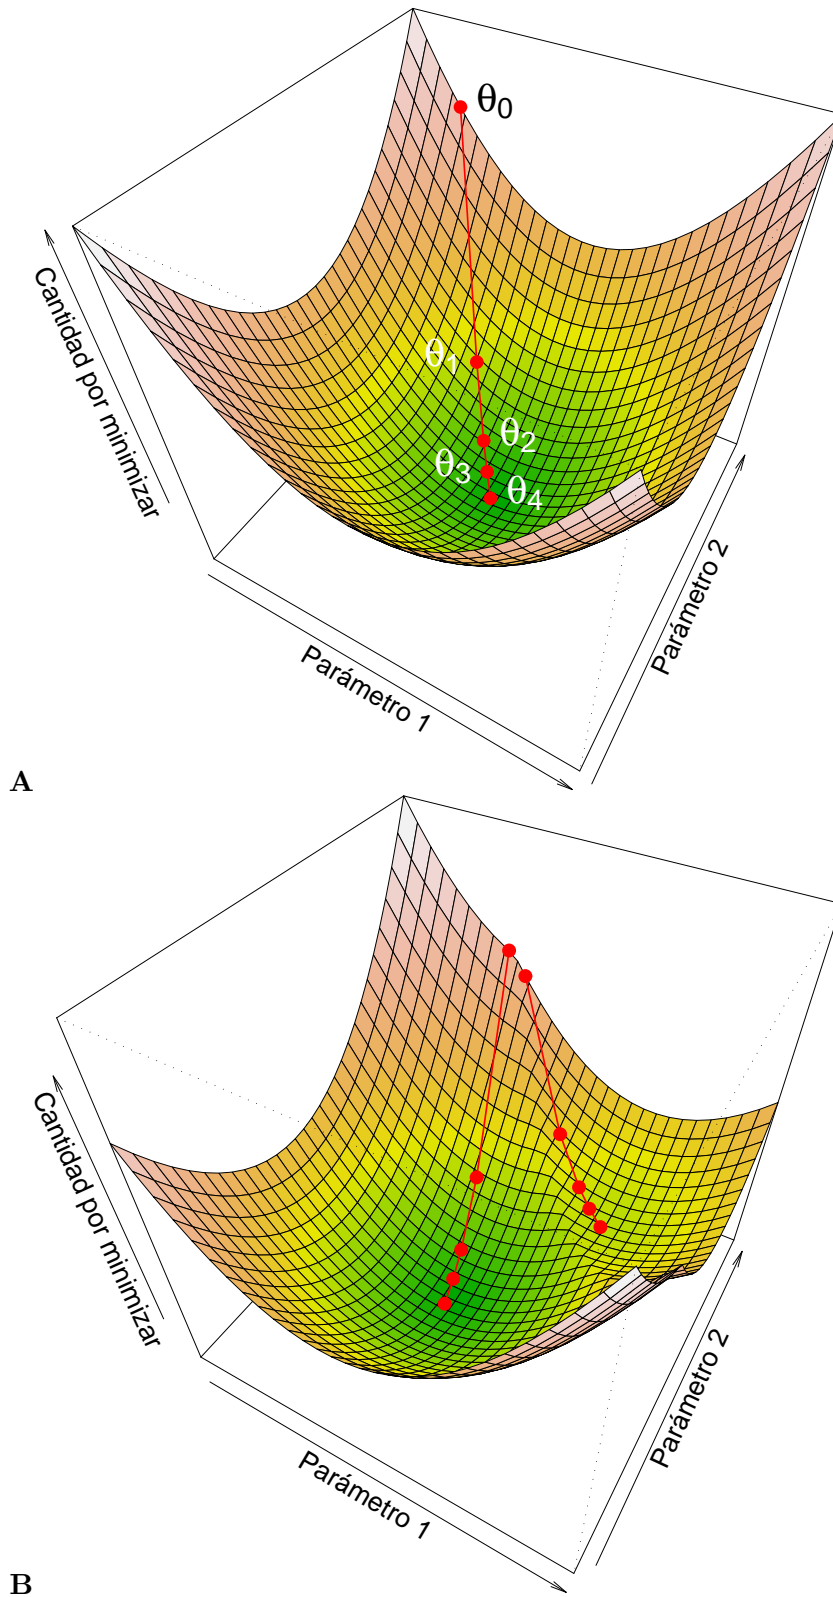 θ0
θ1
θ2
θ3
θ4
Cantidad por minimizar
Parámetro 1
Parámetro 2
A
Cantidad por minimizar
Parámetro 1
Parámetro 2
B